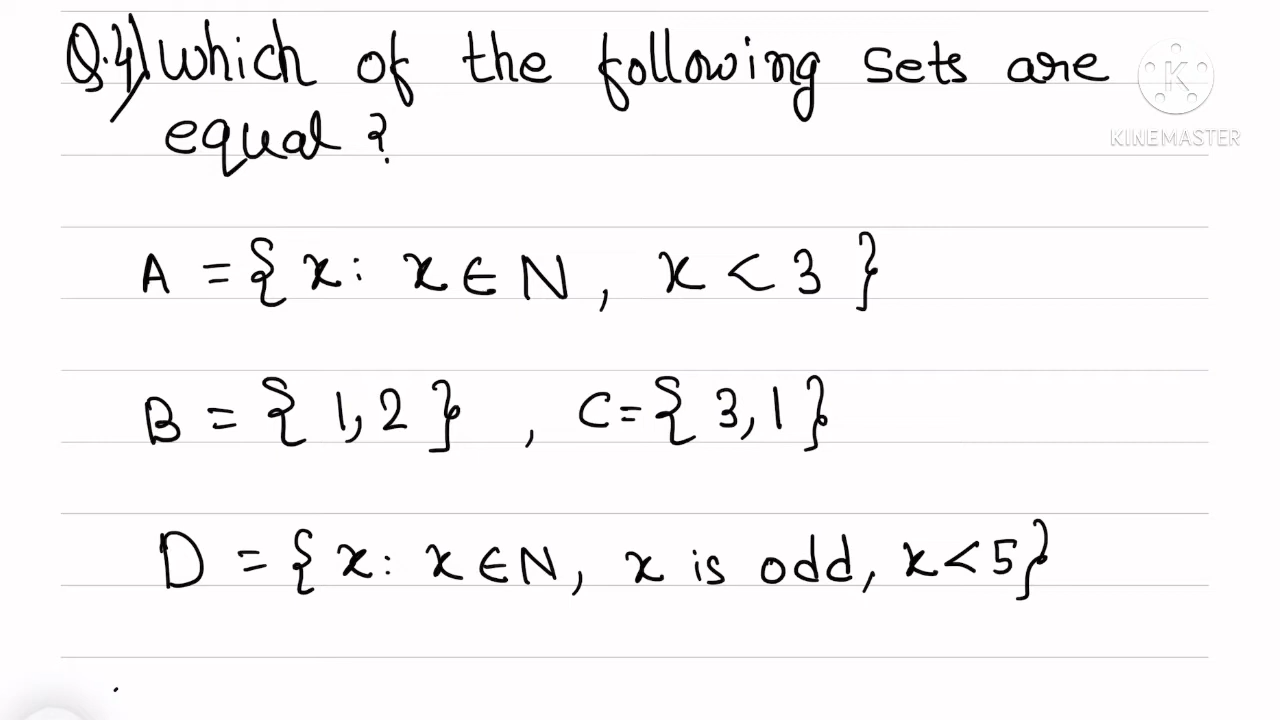 Q.4) Which of the following sets are
equal ?
KINEMASTER
A = { x : x ∈ N , x < 3 }
B = { 1, 2 } , C = { 3, 1 }
D = { x : x ∈ N, x is odd, x < 5 }